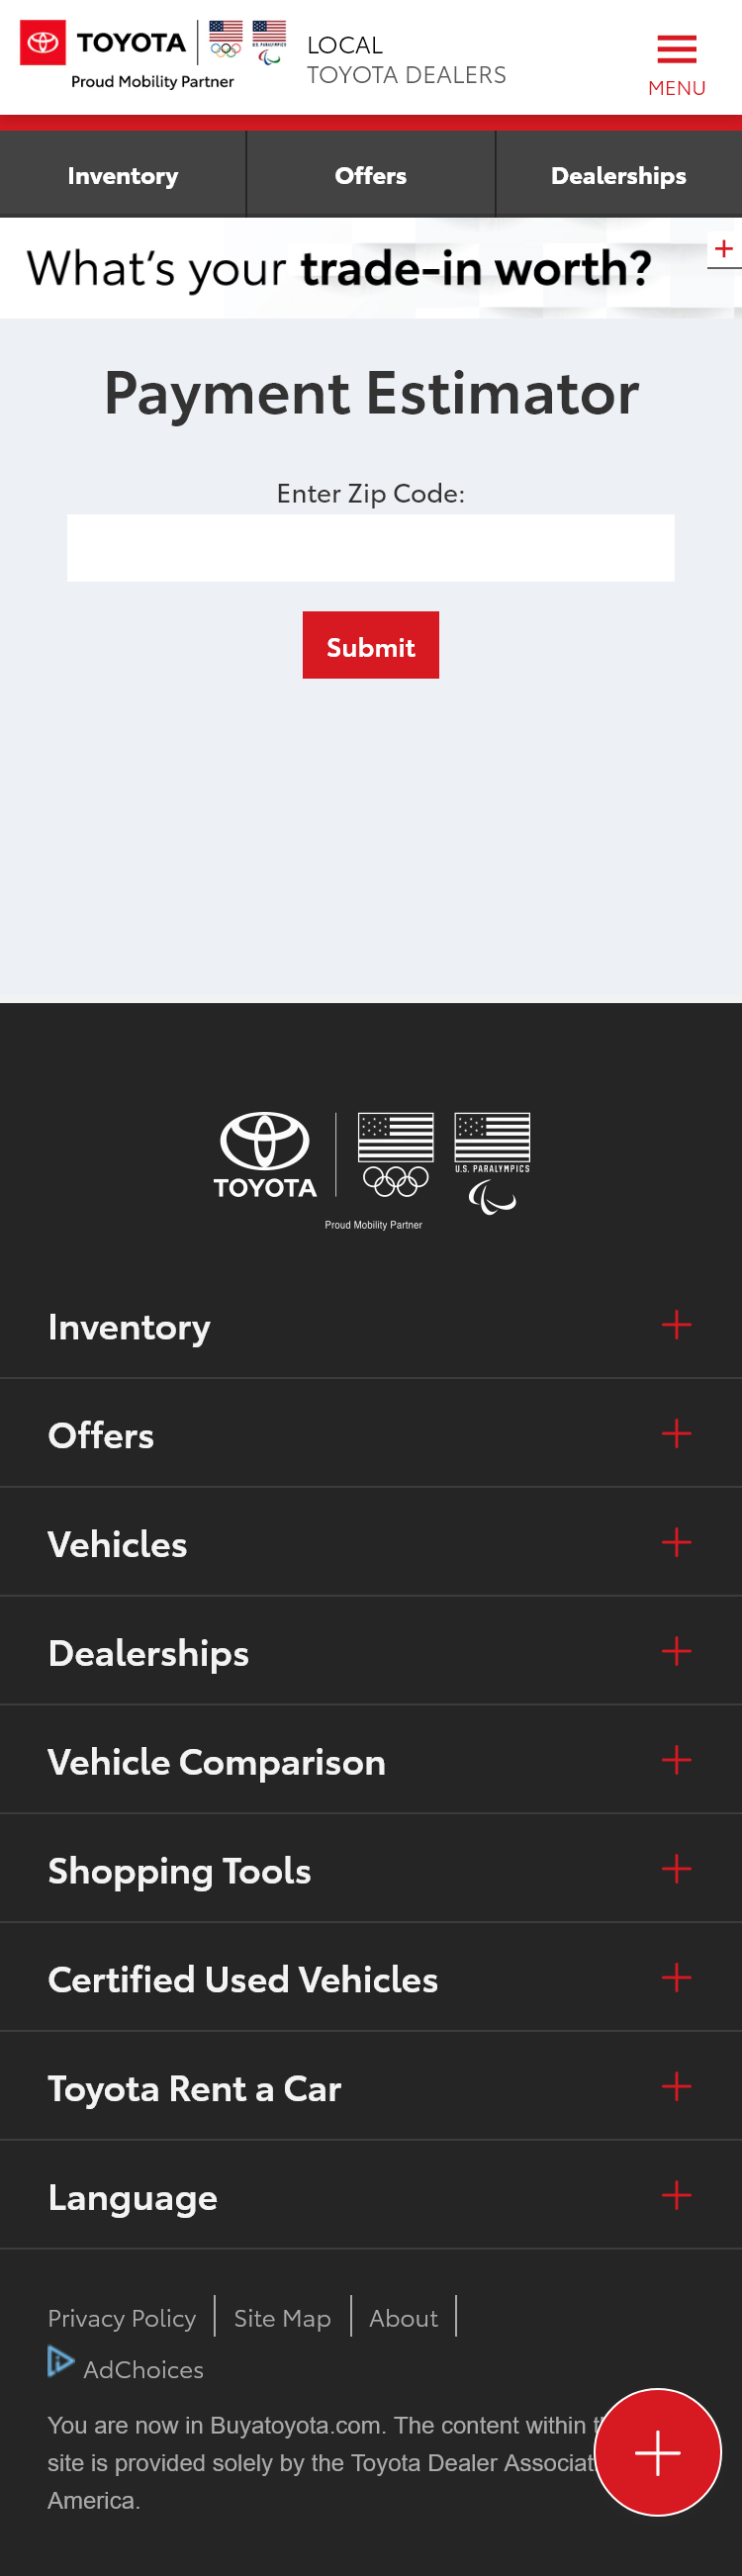 TOYOTA
U.S. PARALYMPICS
Proud Mobility Partner
LOCAL
TOYOTA DEALERS
MENU
Inventory
Offers
Dealerships
What's your trade-in worth?
Payment Estimator
Enter Zip Code:
Submit
TOYOTA
U.S. PARALYMPICS
Proud Mobility Partner
Inventory
Offers
Vehicles
Dealerships
Vehicle Comparison
Shopping Tools
Certified Used Vehicles
Toyota Rent a Car
Language
Privacy Policy
Site Map
About
AdChoices
You are now in Buyatoyota.com. The content within
site is provided solely by the Toyota Dealer
America.